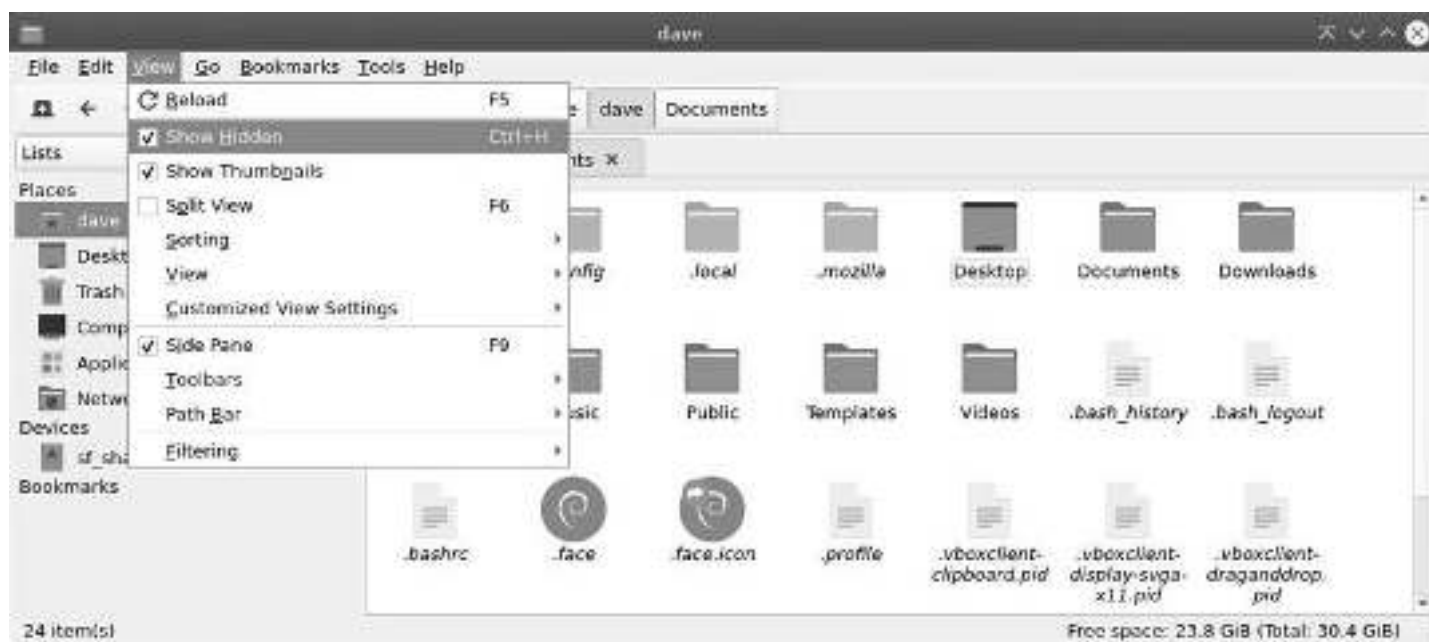 dave
File Edit View Go Bookmarks Tools Help
dave Documents
Lists
Places
dave
Deskt
Trash
Comp
Applic
Netwo
Devices
sf_sha
Bookmarks
Reload F5
Show Hidden Ctrl+H
Show Thumbnails
Split View F6
Sorting
View
Customized View Settings
Side Pane F9
Toolbars
Path Bar
Filtering
nts
nfig .local .mozilla Desktop Documents Downloads
sic Public Templates Videos .bash_history .bash_logout
.bashrc .face .face.icon .profile .vboxclient- .vboxclient- .vboxclient-
clipboard.pid display-svga- draganddrop.
x11.pid pid
24 item(s) Free space: 23.8 GiB (Total: 30.4 GiB)